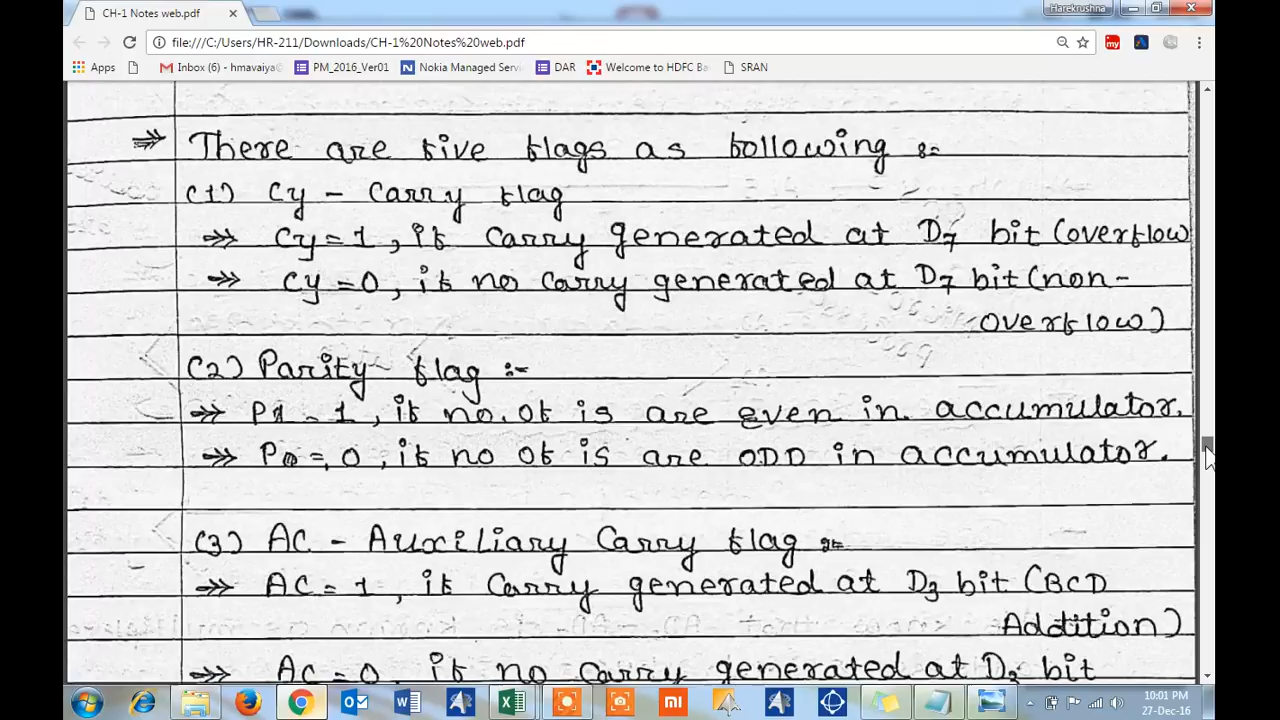 CH-1 Notes web.pdf
Harekrushna
file:///C:/Users/HR-211/Downloads/CH-1%20Notes%20web.pdf
Apps
Inbox (6) - hmavaiya
PM_2016_Ver01
Nokia Managed Servi
DAR
Welcome to HDFC Ba
SRAN
There are five flags as following :-
(1) Cy - Carry flag
Cy=1, if carry generated at D7 bit (overflow
Cy=0, if no carry generated at D7 bit (non-
overflow)
(2) Parity flag :-
P1 = 1, if no. of 1s are even in accumulator.
P0 = 0, if no of 1s are ODD in accumulator.
(3) AC - Auxiliary Carry flag :-
AC = 1, if Carry generated at D3 bit (BCD
Addition)
AC=0, if no carry generated at D3 bit
10:01 PM
27-Dec-16